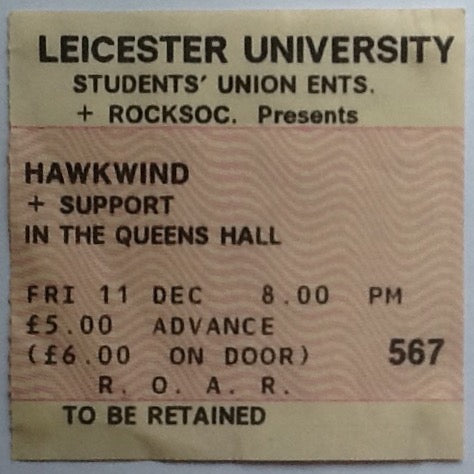 LEICESTER UNIVERSITY
STUDENTS' UNION ENTS.
+ ROCKSOC. Presents
HAWKWIND
+ SUPPORT
IN THE QUEENS HALL
FRI 11 DEC 8.00 PM
£5.00 ADVANCE
(£6.00 ON DOOR) 567
R. O. A. R.
TO BE RETAINED